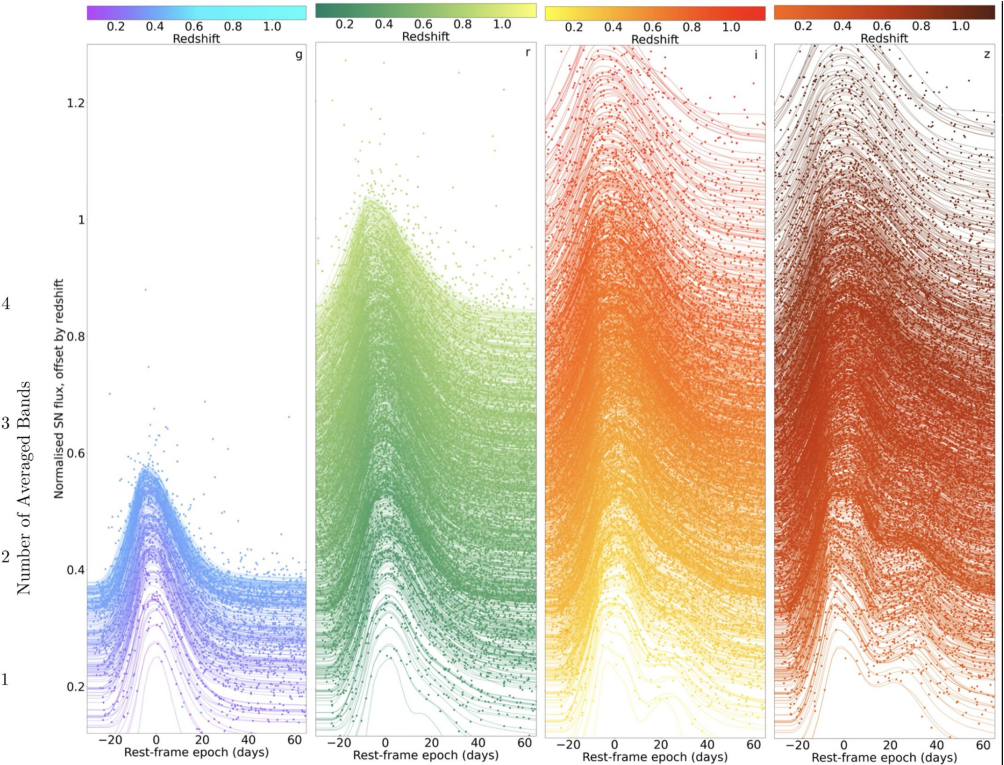 0.2 0.4 0.6 0.8 1.0
Redshift
g
0.2 0.4 0.6 0.8 1.0
Redshift
r
0.2 0.4 0.6 0.8 1.0
Redshift
i
0.2 0.4 0.6 0.8 1.0
Redshift
z
4
3
2
1
Number of Averaged Bands
Normalised SN flux, offset by redshift
1.2
1
0.8
0.6
0.4
0.2
−20 0 20 40 60
Rest-frame epoch (days)
−20 0 20 40 60
Rest-frame epoch (days)
−20 0 20 40 60
Rest-frame epoch (days)
−20 0 20 40 60
Rest-frame epoch (days)